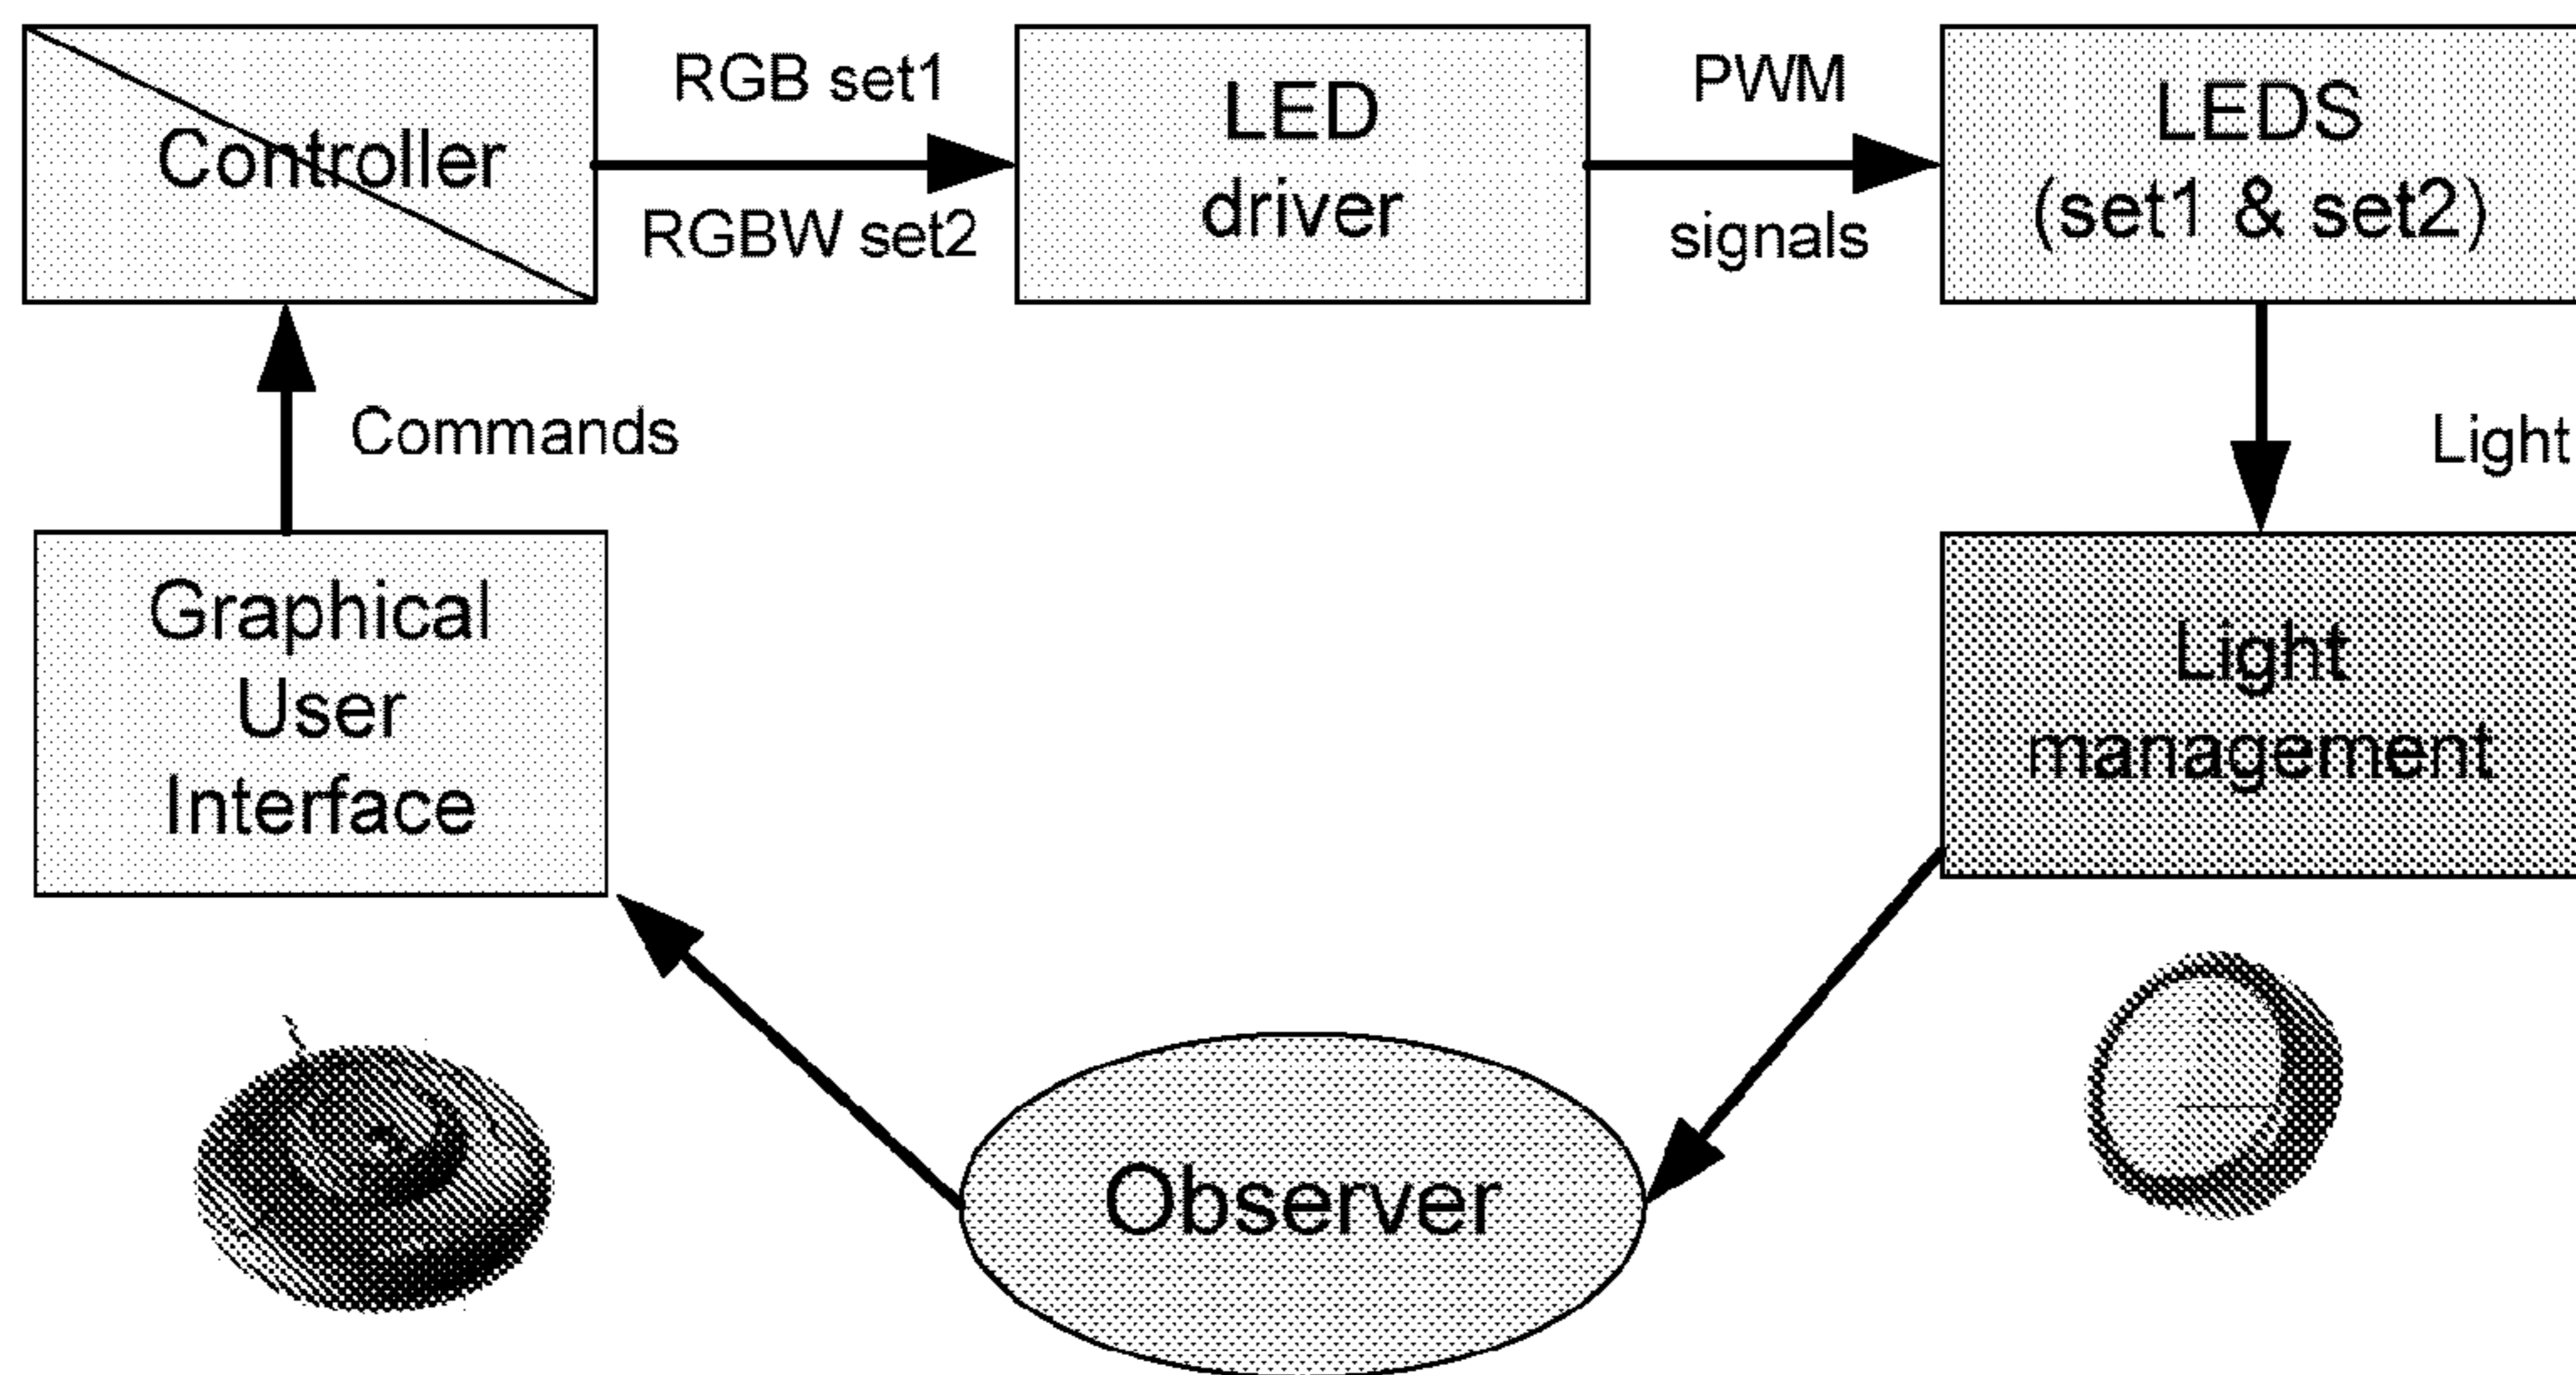 Controller
RGB set1
RGBW set2
LED
driver
PWM
signals
LEDS
(set1 & set2)
Commands
Light
Graphical
User
Interface
Light
management
Observer